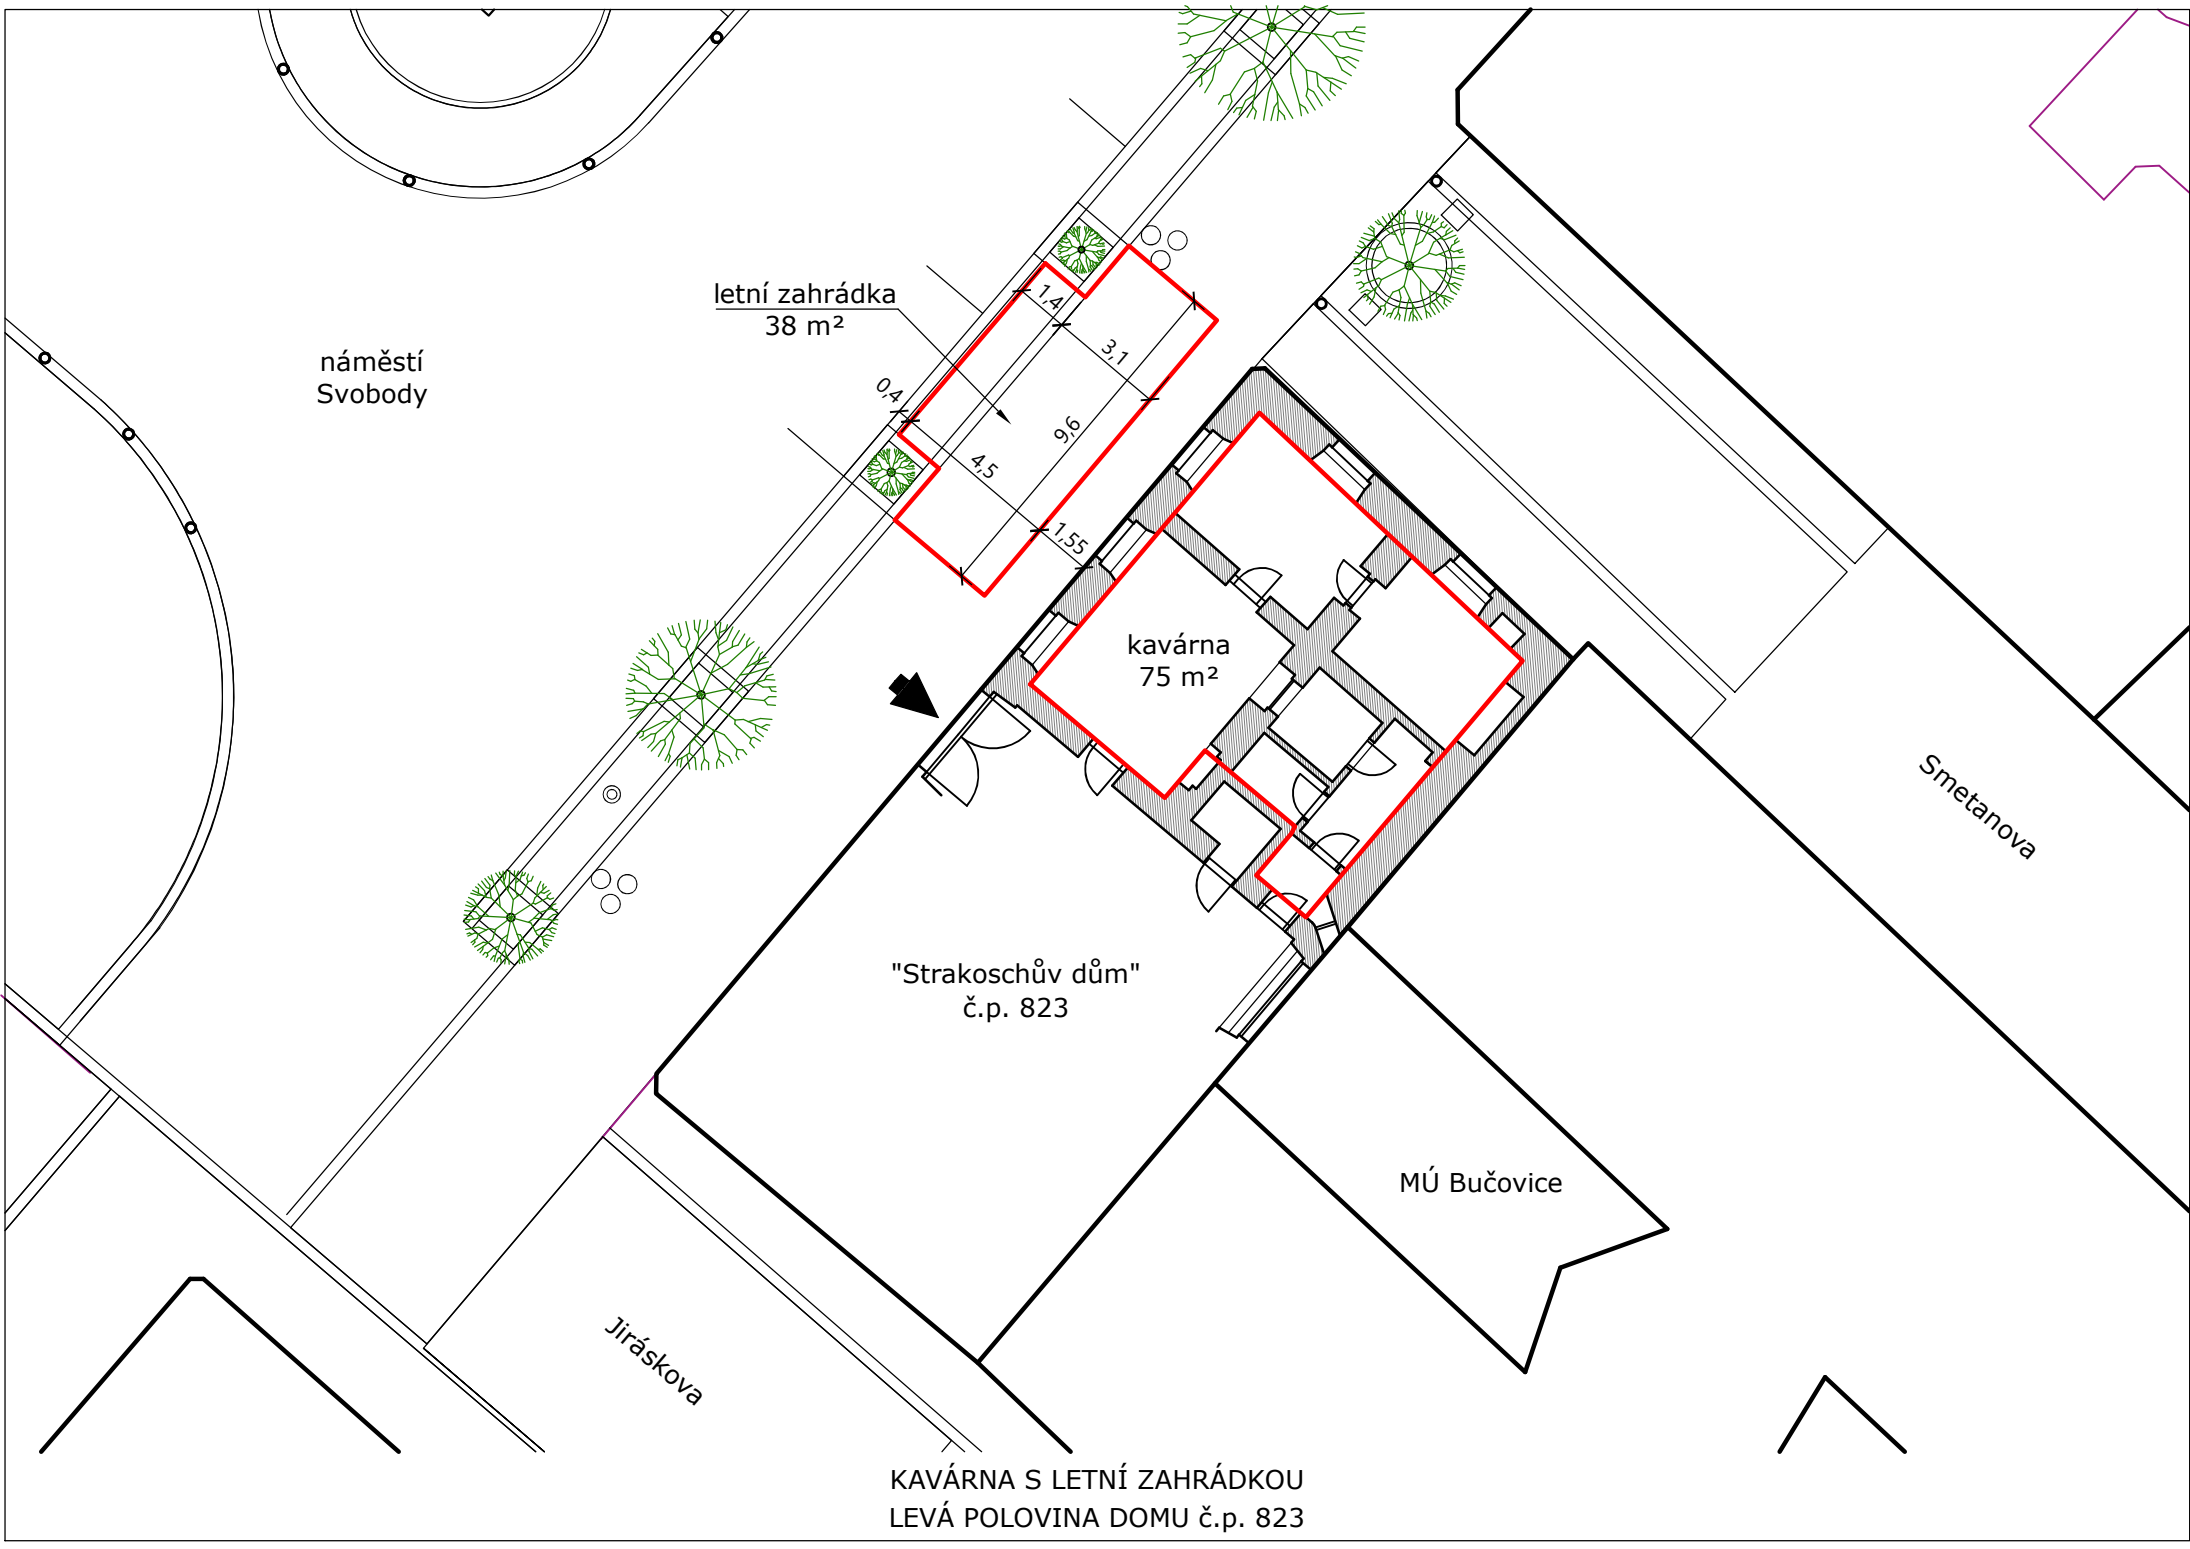 letní zahrádka
38 m²
náměstí
Svobody
1,4
3,1
0,4
9,6
4,5
1,55
kavárna
75 m²
Smetanova
"Strakoschův dům"
č.p. 823
MÚ Bučovice
Jiráskova
KAVÁRNA S LETNÍ ZAHRÁDKOU
LEVÁ POLOVINA DOMU č.p. 823